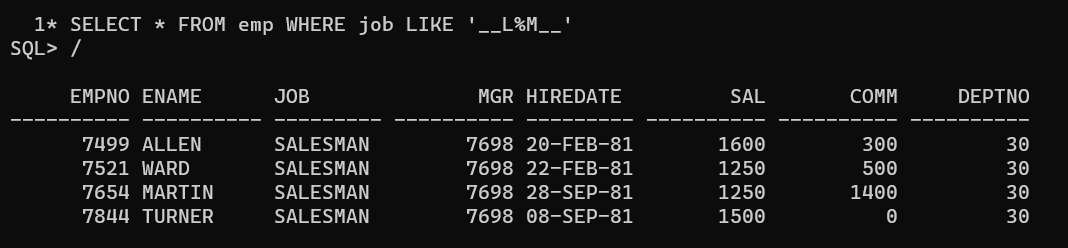 1* SELECT * FROM emp WHERE job LIKE '__L%M__'
SQL> /
EMPNO ENAME JOB MGR HIREDATE SAL COMM DEPTNO
---------- ---------- --------- ---------- --------- ---------- ---------- ----------
7499 ALLEN SALESMAN 7698 20-FEB-81 1600 300 30
7521 WARD SALESMAN 7698 22-FEB-81 1250 500 30
7654 MARTIN SALESMAN 7698 28-SEP-81 1250 1400 30
7844 TURNER SALESMAN 7698 08-SEP-81 1500 0 30